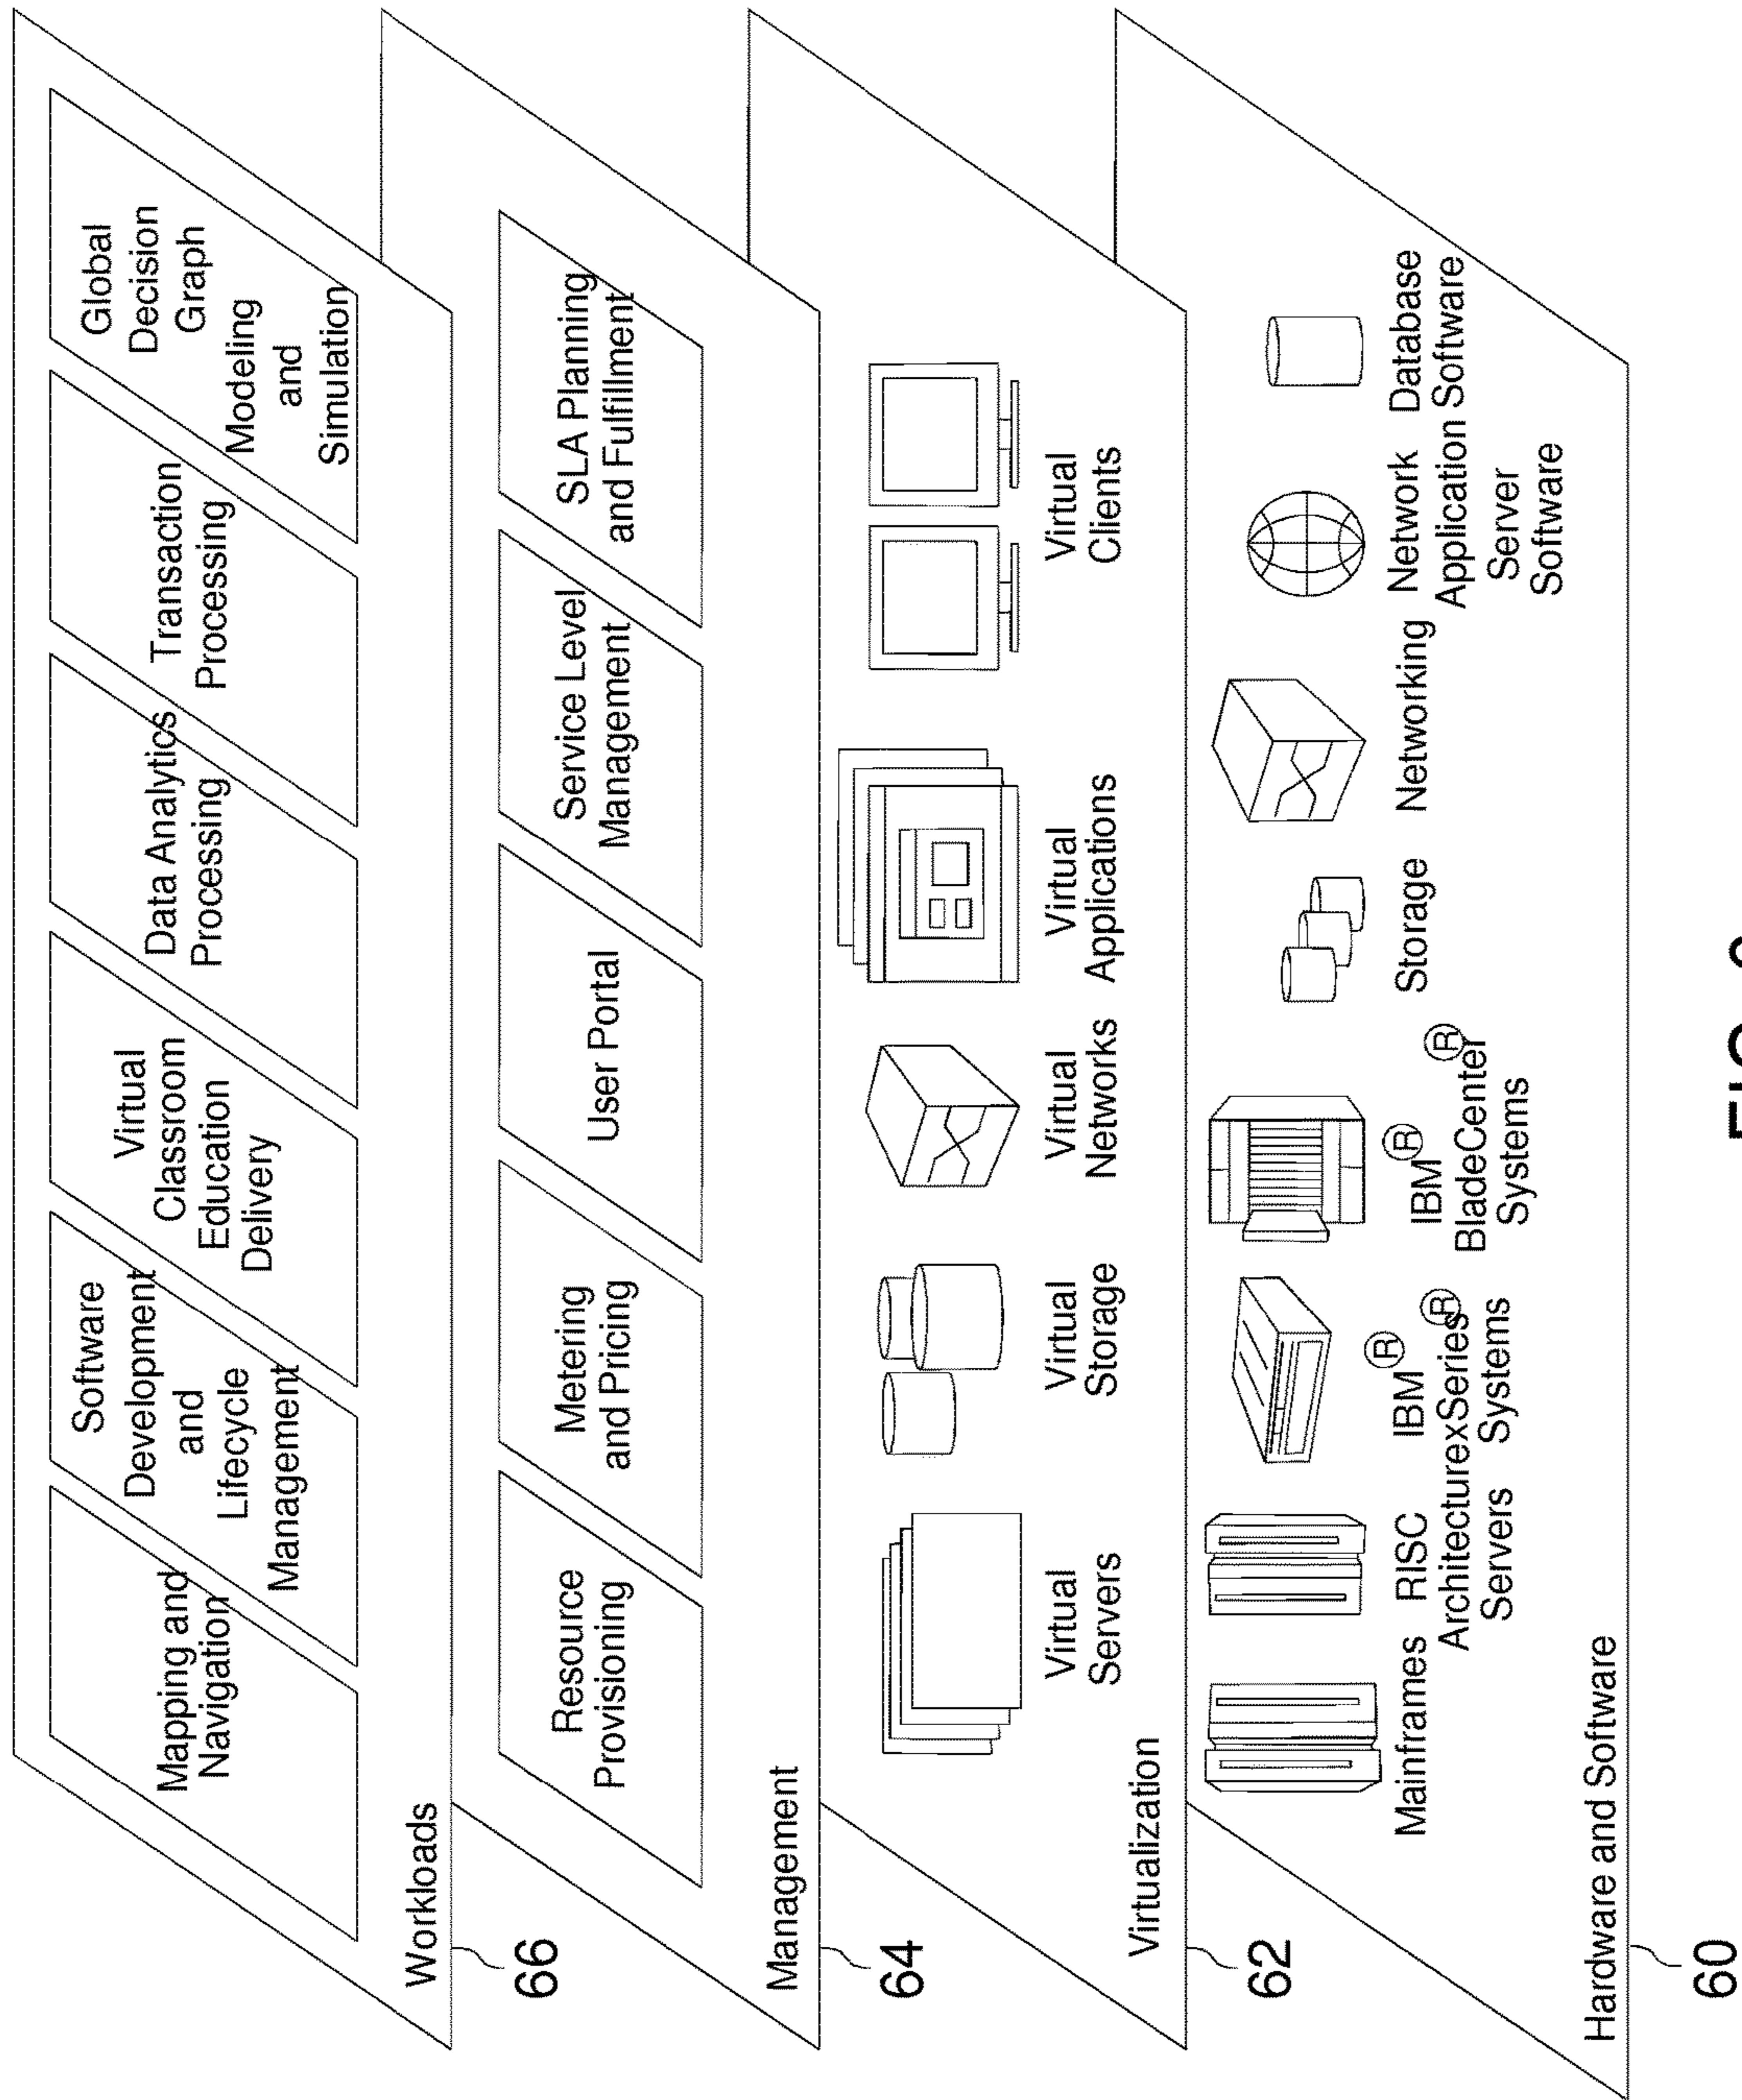 Mapping and
Navigation
Software
Development
and
Lifecycle
Management
Virtual
Classroom
Education
Delivery
Data Analytics
Processing
Transaction
Processing
Global
Decision
Graph
Modeling
and
Simulation
Workloads
66
Resource
Provisioning
Metering
and Pricing
User Portal
Service Level
Management
SLA Planning
and Fulfillment
Management
64
Virtual
Servers
Virtual
Storage
Virtual
Networks
Virtual
Applications
Virtual
Clients
Virtualization
62
Mainframes
RISC
Architecture
Servers
IBM®
xSeries®
Systems
IBM®
BladeCenter®
Systems
Storage
Networking
Network
Application
Server
Software
Database
Software
Hardware and Software
60